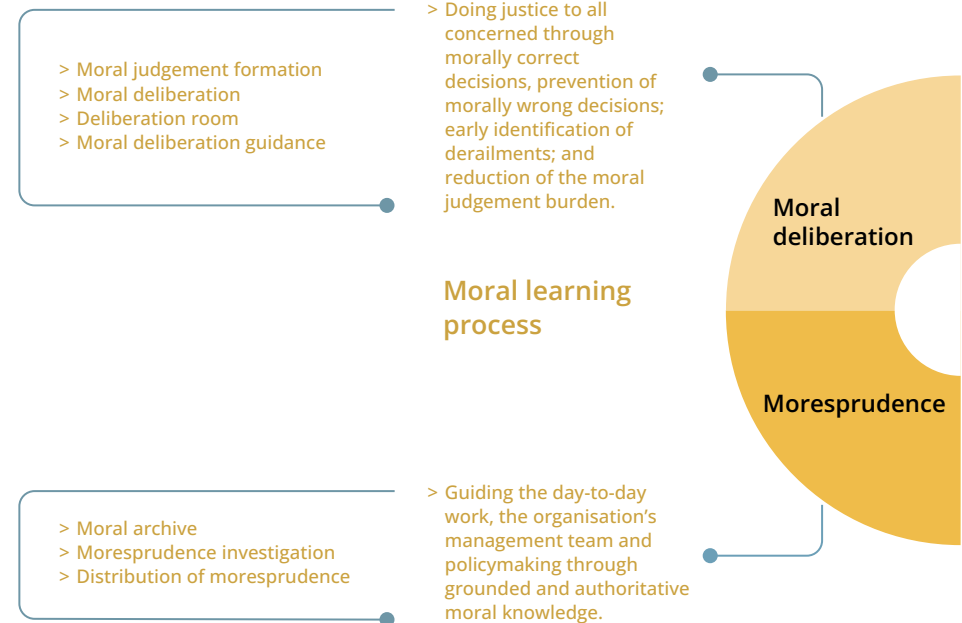 > Moral judgement formation
> Moral deliberation
> Deliberation room
> Moral deliberation guidance
> Doing justice to all
concerned through
morally correct
decisions, prevention of
morally wrong decisions;
early identification of
derailments; and
reduction of the moral
judgement burden.
Moral
deliberation
Moral learning
process
Moresprudence
> Moral archive
> Moresprudence investigation
> Distribution of moresprudence
> Guiding the day-to-day
work, the organisation’s
management team and
policymaking through
grounded and authoritative
moral knowledge.